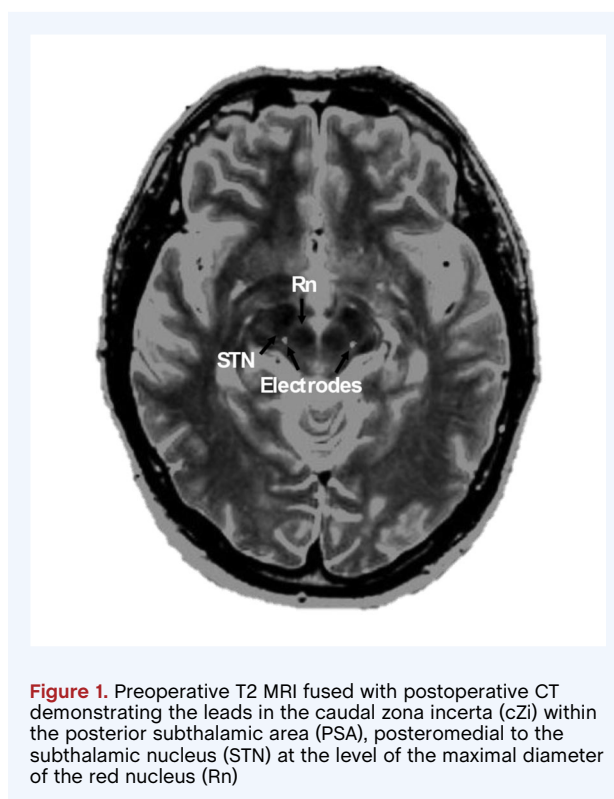 Rn
STN
Electrodes
Figure 1. Preoperative T2 MRI fused with postoperative CT
demonstrating the leads in the caudal zona incerta (cZi) within
the posterior subthalamic area (PSA), posteromedial to the
subthalamic nucleus (STN) at the level of the maximal diameter
of the red nucleus (Rn)